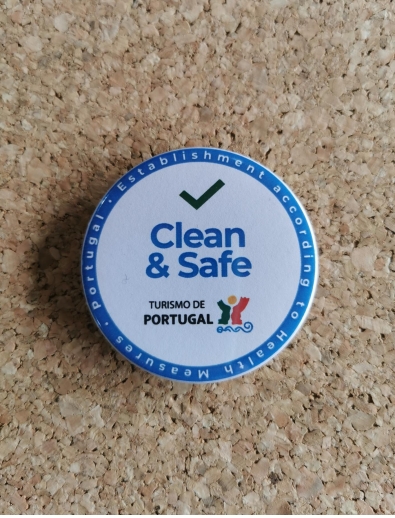 Establishment according to Health Measures · Portugal ·
Clean
& Safe
TURISMO DE
PORTUGAL